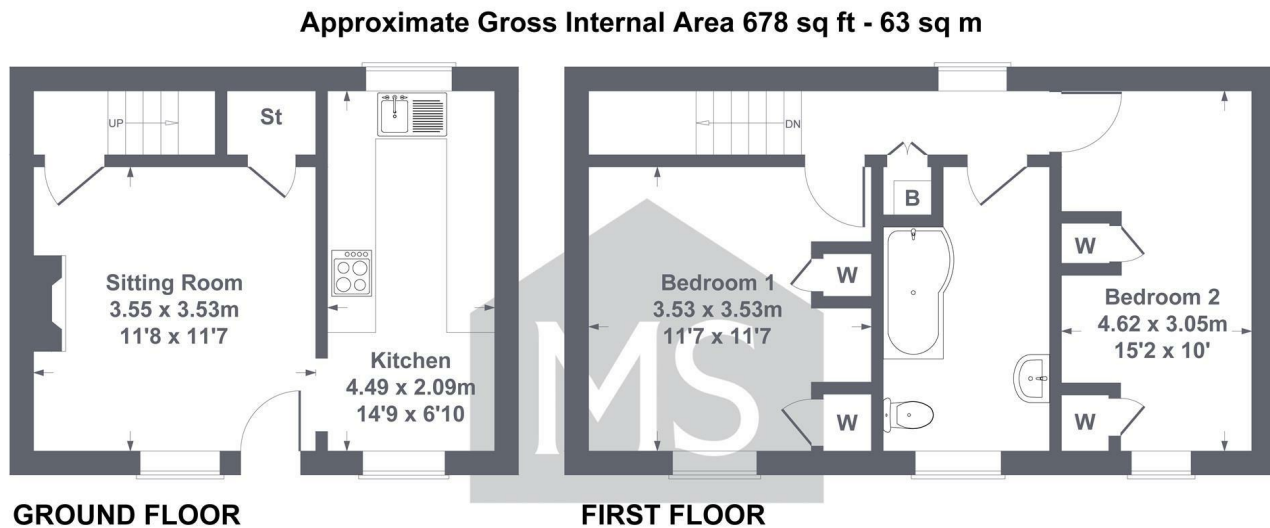 Approximate Gross Internal Area 678 sq ft - 63 sq m
UP
St
Sitting Room
3.55 x 3.53m
11'8 x 11'7
Kitchen
4.49 x 2.09m
14'9 x 6'10
GROUND FLOOR
DN
B
Bedroom 1
3.53 x 3.53m
11'7 x 11'7
W
W
W
Bedroom 2
4.62 x 3.05m
15'2 x 10'
W
MS
FIRST FLOOR